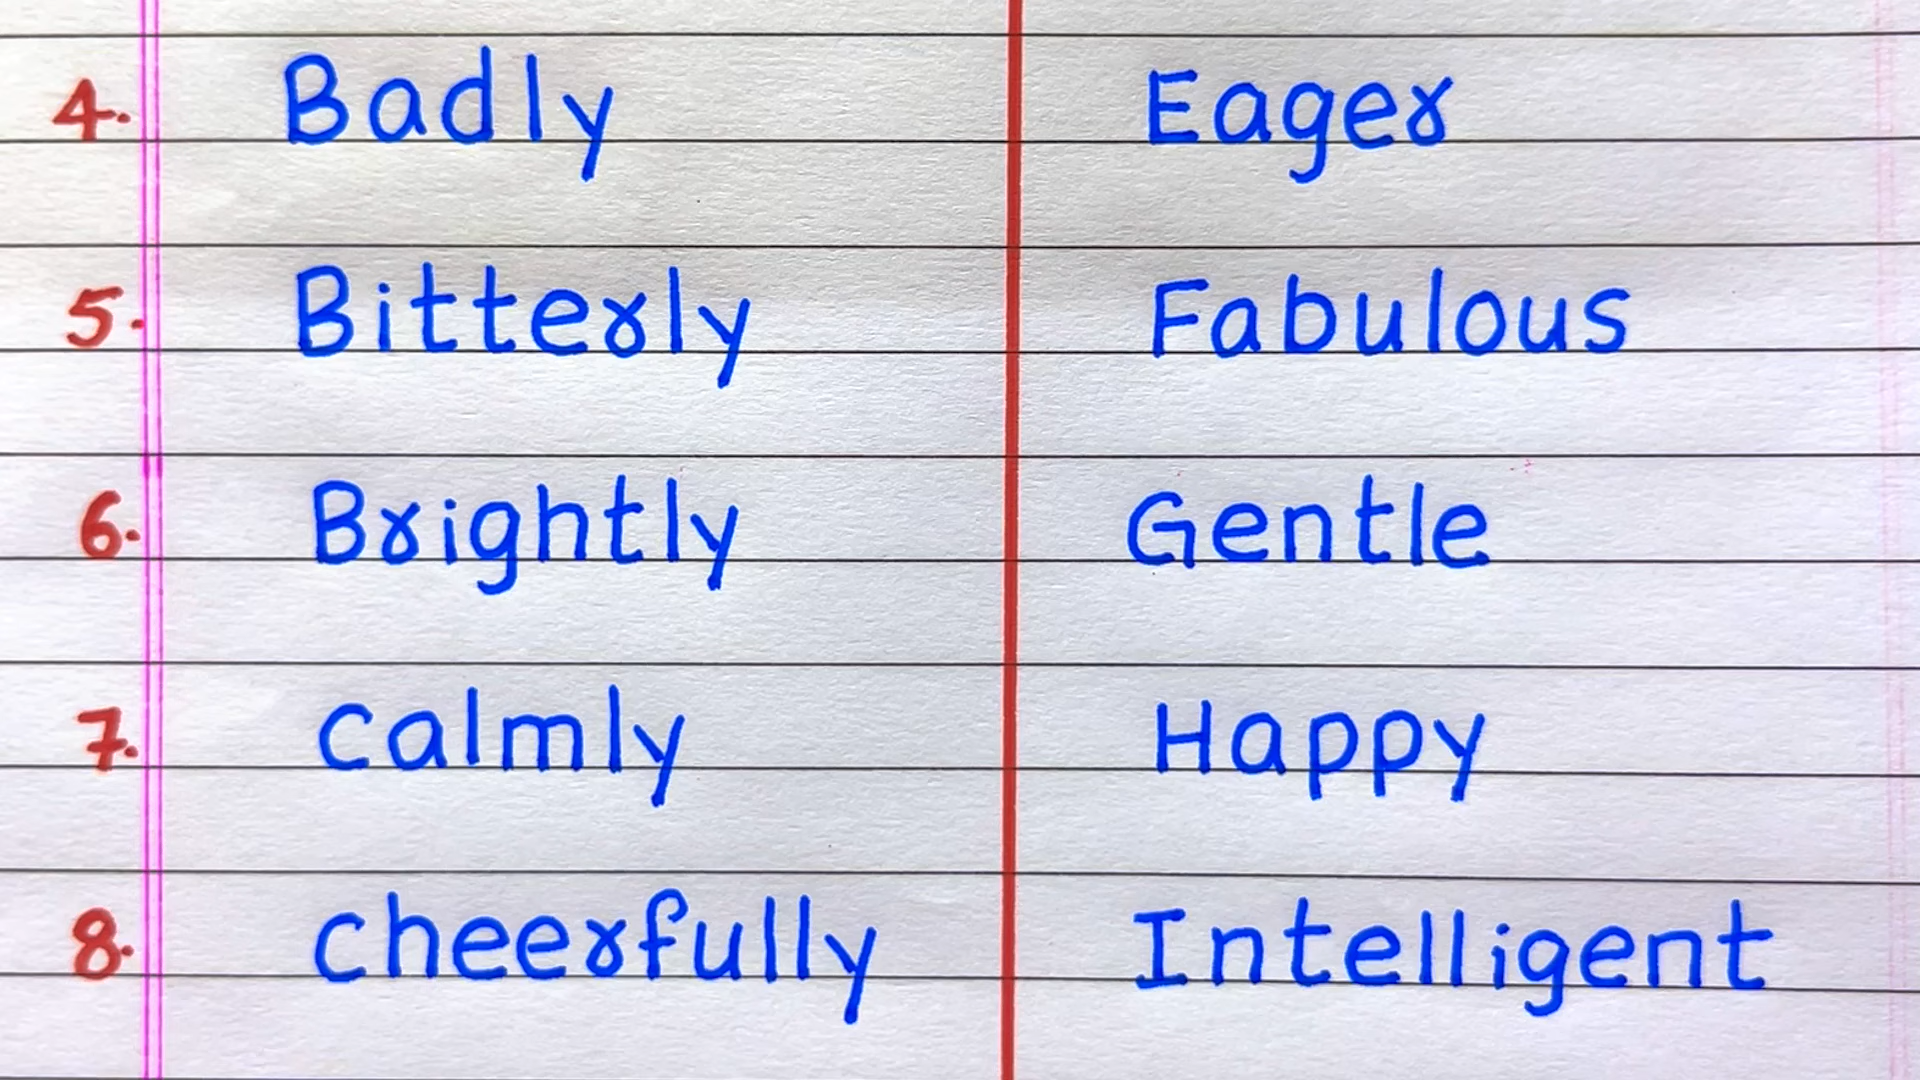 4. Badly Eager
5. Bitterly Fabulous
6. Brightly Gentle
7. calmly Happy
8. cheerfully Intelligent